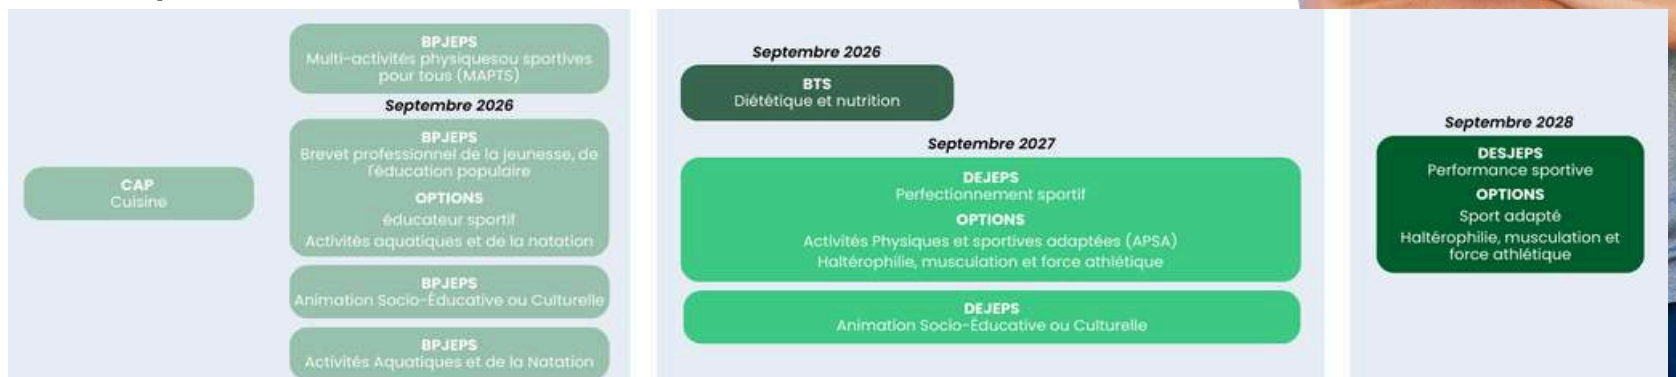 CAP
Cuisine
BPJEPS
Multi-activités physiquesou sportives
pour tous (MAPTS)
Septembre 2026
BPJEPS
Brevet professionnel de la jeunesse, de
l'éducation populaire
OPTIONS
éducateur sportif
Activités aquatiques et de la natation
BPJEPS
Animation Socio-Éducative ou Culturelle
BPJEPS
Activités Aquatiques et de la Natation
Septembre 2026
BTS
Diététique et nutrition
Septembre 2027
DEJEPS
Perfectionnement sportif
OPTIONS
Activités Physiques et sportives adaptées (APSA)
Haltérophilie, musculation et force athlétique
DEJEPS
Animation Socio-Éducative ou Culturelle
Septembre 2028
DESJEPS
Performance sportive
OPTIONS
Sport adapté
Haltérophilie, musculation et
force athlétique